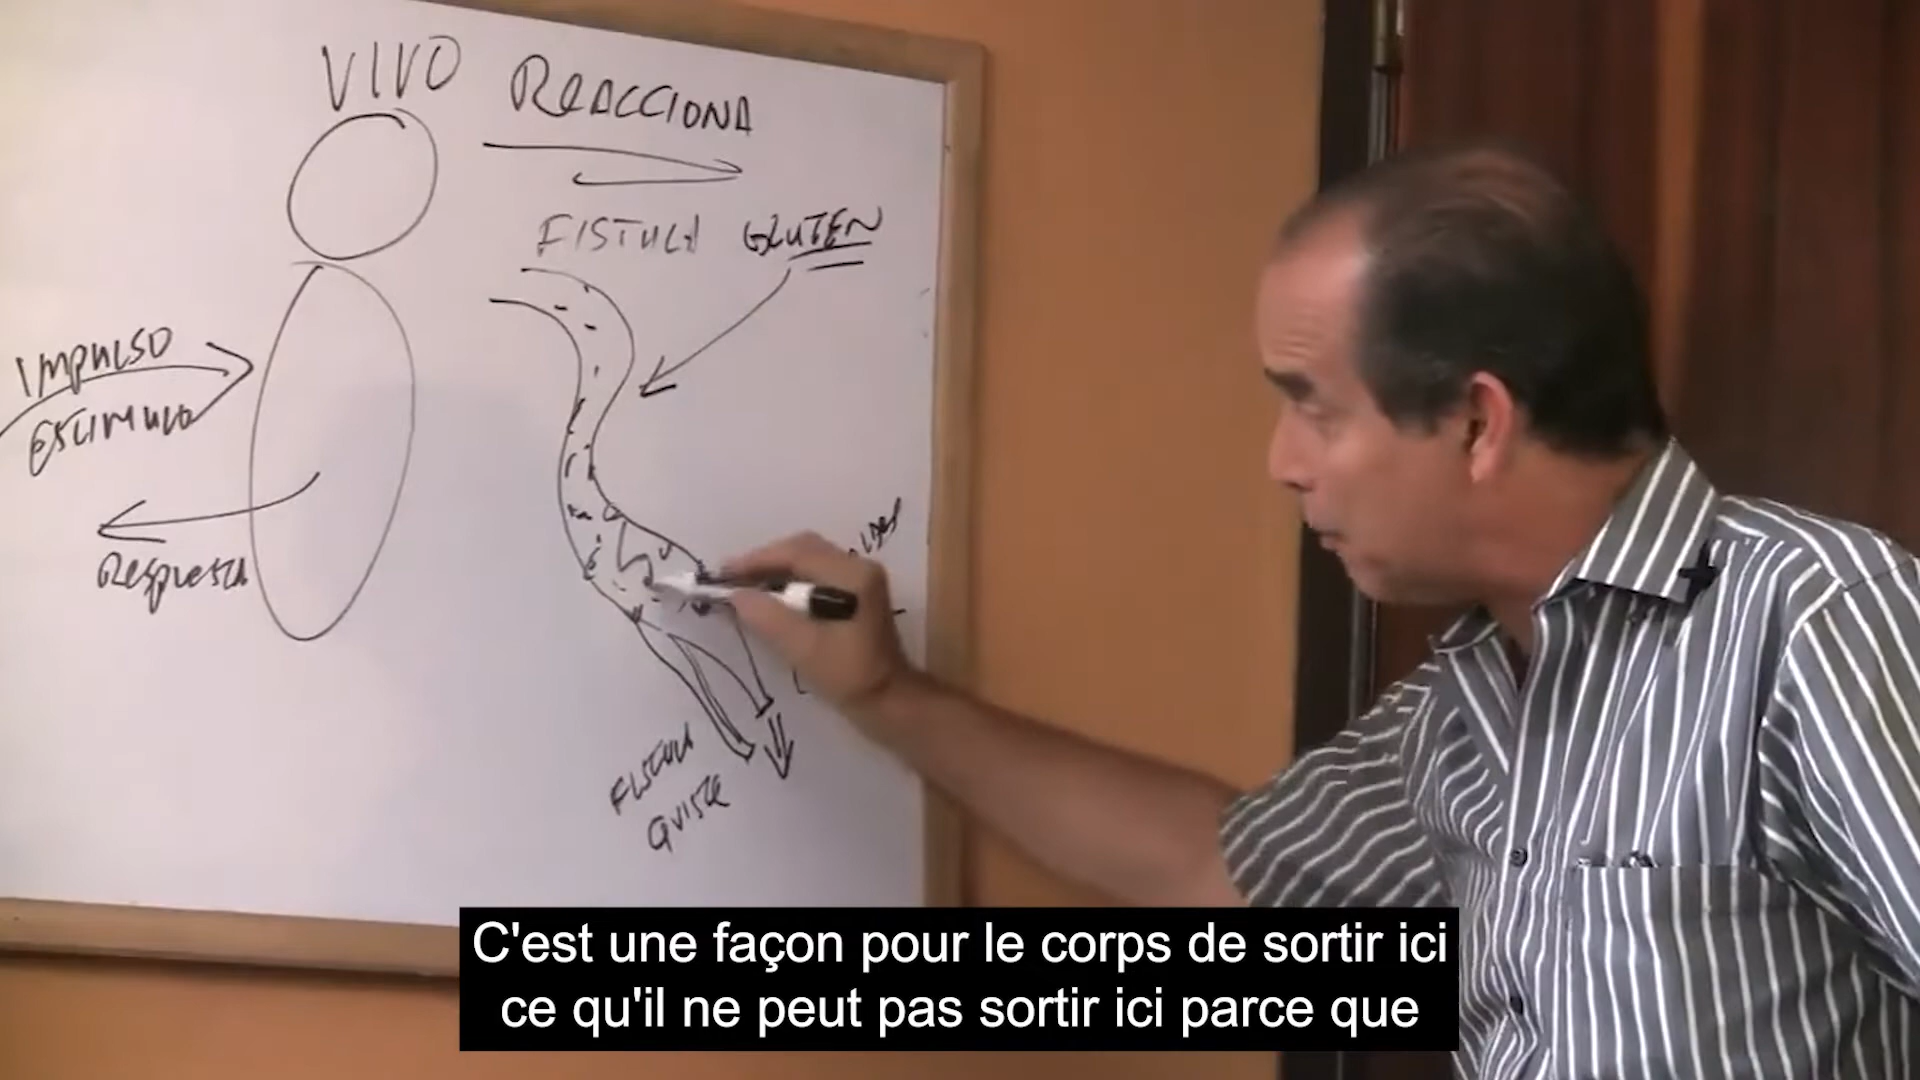 VIVO REACCIONA
FISTULA GLUTEN
IMPULSO
ESTIMULO
Respuesta
FISTULA
QUISTE
C'est une façon pour le corps de sortir ici
ce qu'il ne peut pas sortir ici parce que